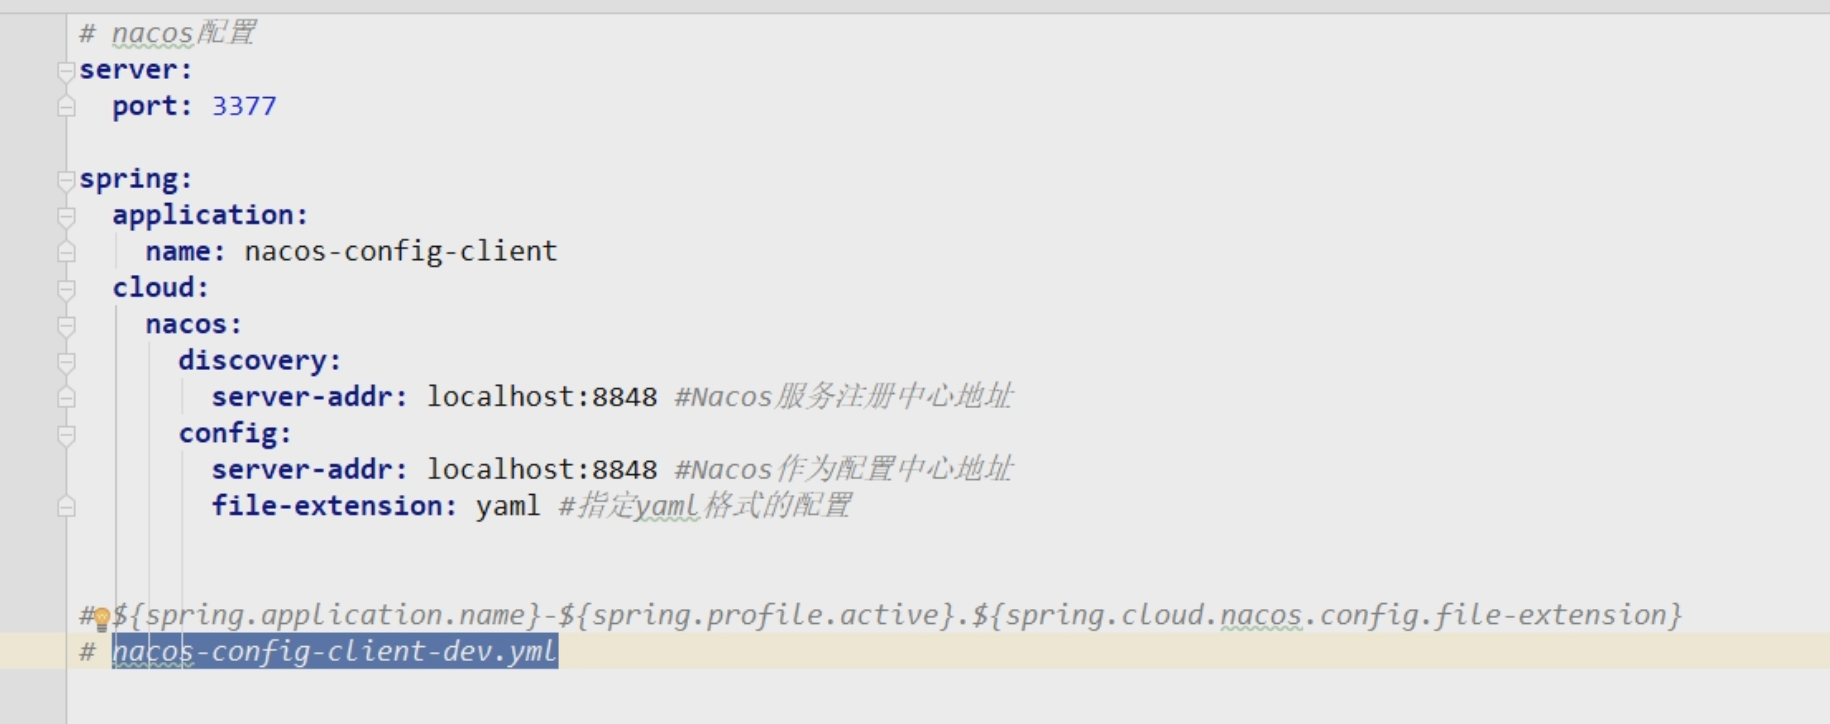 # nacos配置
server:
  port: 3377
spring:
  application:
    name: nacos-config-client
  cloud:
    nacos:
      discovery:
        server-addr: localhost:8848 #Nacos服务注册中心地址
      config:
        server-addr: localhost:8848 #Nacos作为配置中心地址
        file-extension: yaml #指定yaml格式的配置
# ${spring.application.name}-${spring.profile.active}.${spring.cloud.nacos.config.file-extension}
# nacos-config-client-dev.yml